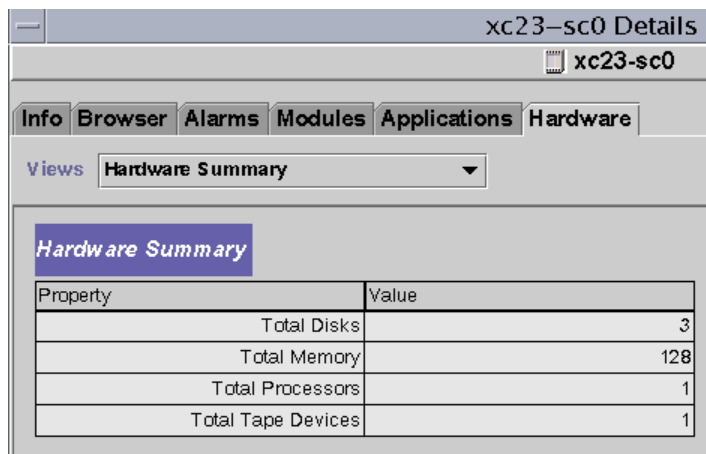 xc23–sc0 Details
xc23-sc0
Info Browser Alarms Modules Applications Hardware
Views Hardware Summary
Hardware Summary
Property Value
Total Disks 3
Total Memory 128
Total Processors 1
Total Tape Devices 1